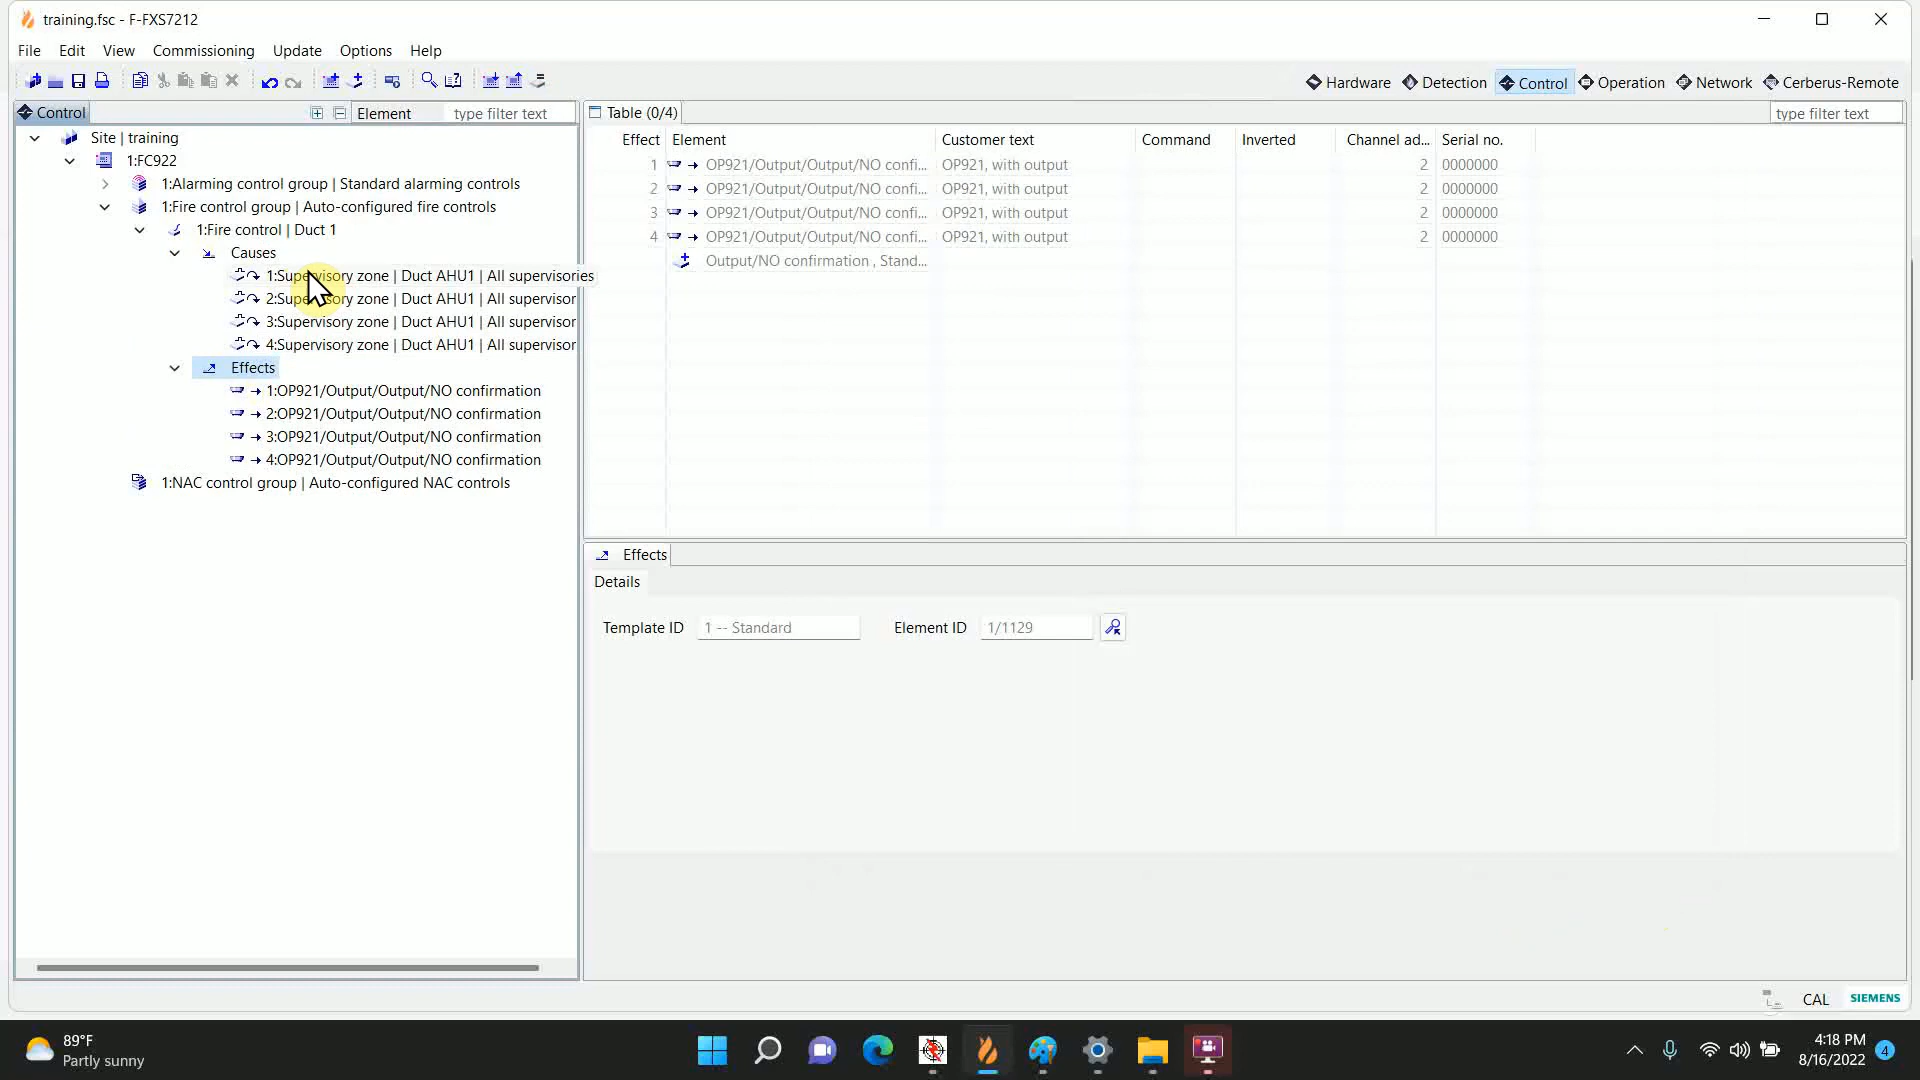 training.fsc - F-FXS7212
File Edit View Commissioning Update Options Help
Hardware Detection Control Operation Network Cerberus-Remote
Control Element type filter text
Site | training
1:FC922
1:Alarming control group | Standard alarming controls
1:Fire control group | Auto-configured fire controls
1:Fire control | Duct 1
Causes
1:Supervisory zone | Duct AHU1 | All supervisories
2:Supervisory zone | Duct AHU1 | All supervisor
3:Supervisory zone | Duct AHU1 | All supervisor
4:Supervisory zone | Duct AHU1 | All supervisor
Effects
1:OP921/Output/Output/NO confirmation
2:OP921/Output/Output/NO confirmation
3:OP921/Output/Output/NO confirmation
4:OP921/Output/Output/NO confirmation
1:NAC control group | Auto-configured NAC controls
Table (0/4) type filter text
Effect Element Customer text Command Inverted Channel ad... Serial no.
1 OP921/Output/Output/NO confi... OP921, with output 2 0000000
2 OP921/Output/Output/NO confi... OP921, with output 2 0000000
3 OP921/Output/Output/NO confi... OP921, with output 2 0000000
4 OP921/Output/Output/NO confi... OP921, with output 2 0000000
Output/NO confirmation , Stand...
Effects
Details
Template ID 1 -- Standard Element ID 1/1129
CAL SIEMENS
89°F
Partly sunny
4:18 PM
8/16/2022
4